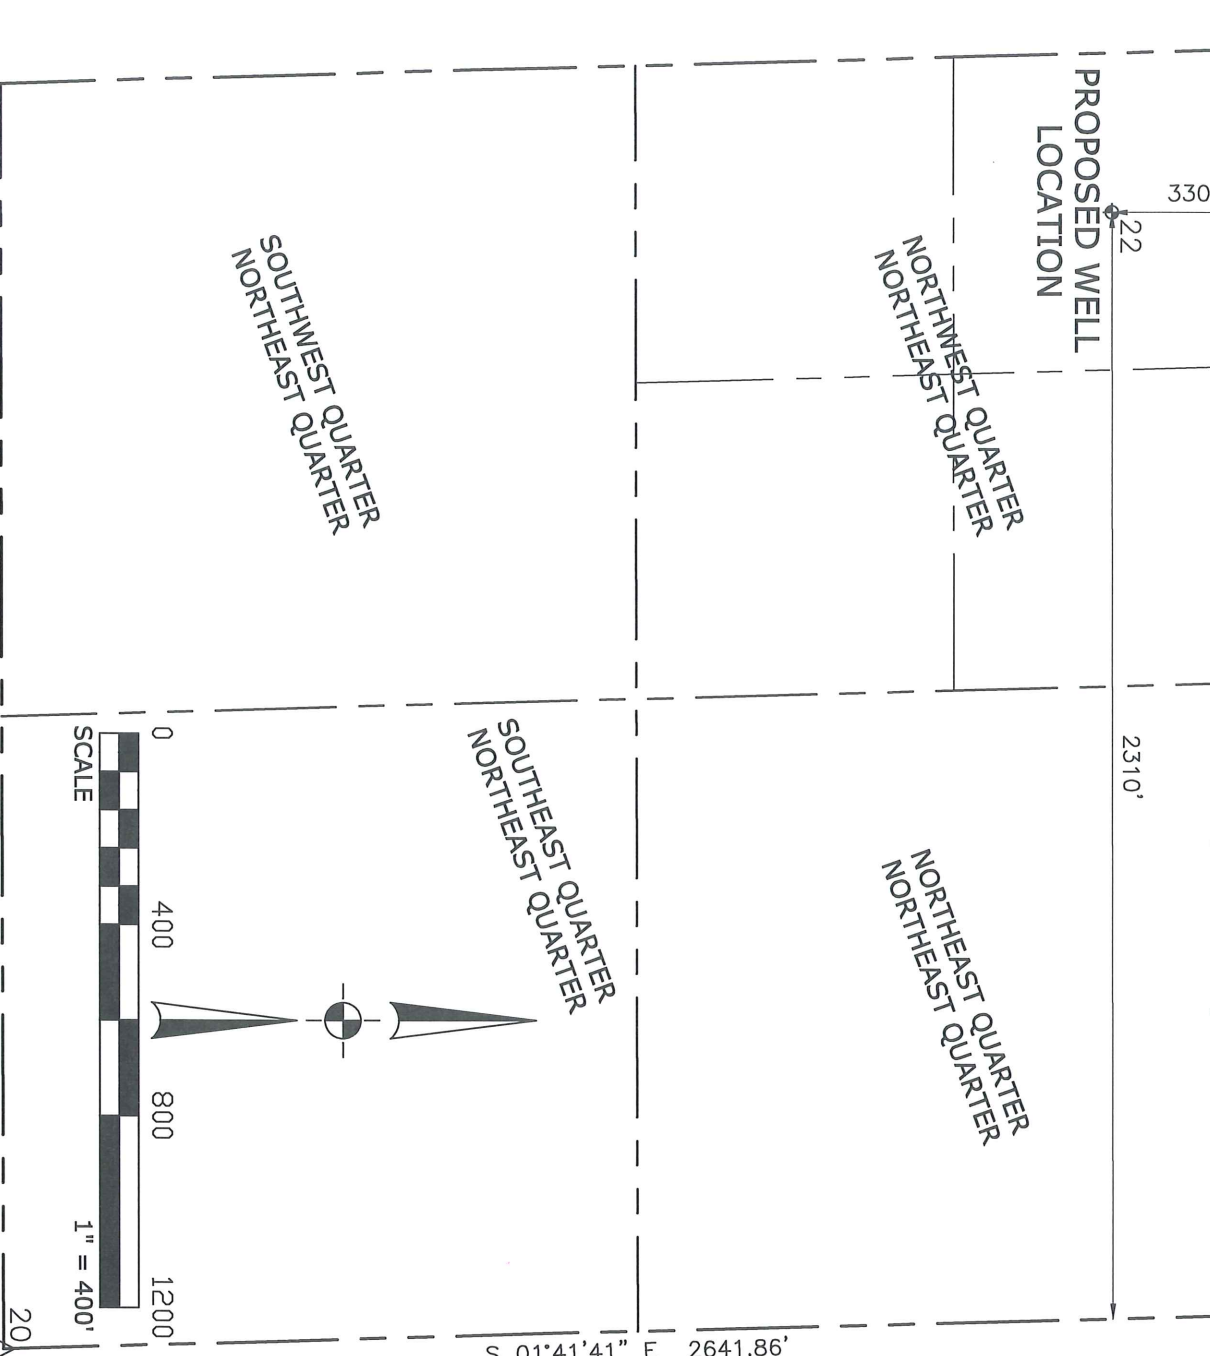 330
22
PROPOSED WELL
LOCATION
2310'
NORTHWEST QUARTER
NORTHEAST QUARTER
NORTHEAST QUARTER
NORTHEAST QUARTER
S 01°41'41" E 2641.86'
SOUTHWEST QUARTER
NORTHEAST QUARTER
SOUTHEAST QUARTER
NORTHEAST QUARTER
0 400 800 1200
SCALE 1" = 400'
20